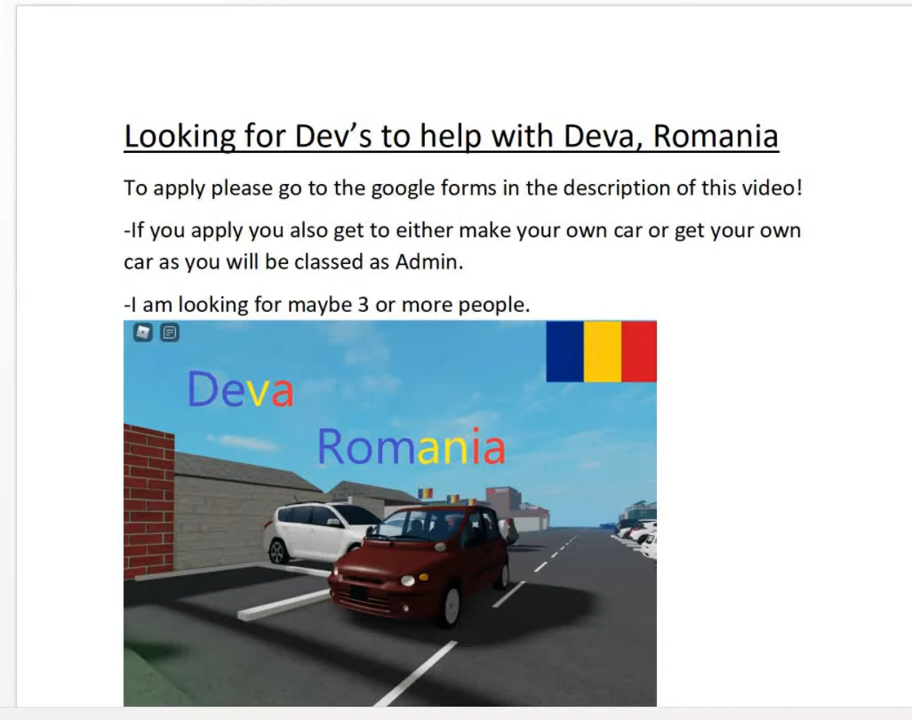 Looking for Dev's to help with Deva, Romania
To apply please go to the google forms in the description of this video!
-If you apply you also get to either make your own car or get your own
car as you will be classed as Admin.
-I am looking for maybe 3 or more people.
Deva
Romania